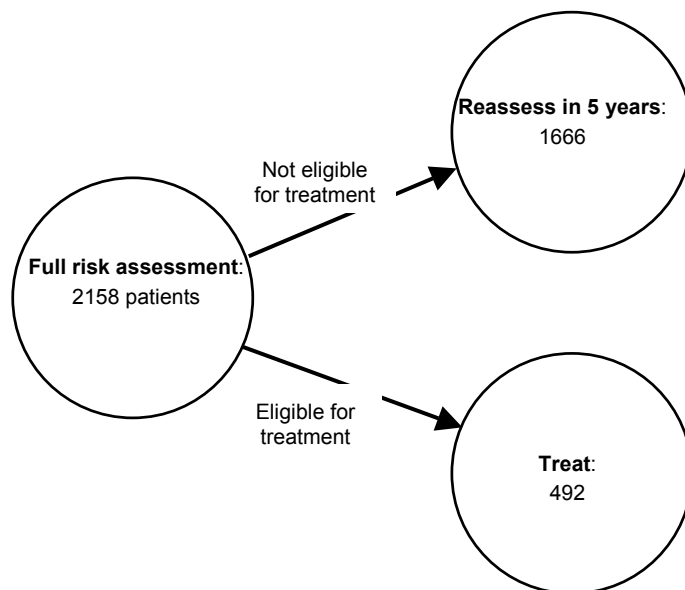 Reassess in 5 years:
1666
Not eligible
for treatment
Full risk assessment:
2158 patients
Eligible for
treatment
Treat:
492